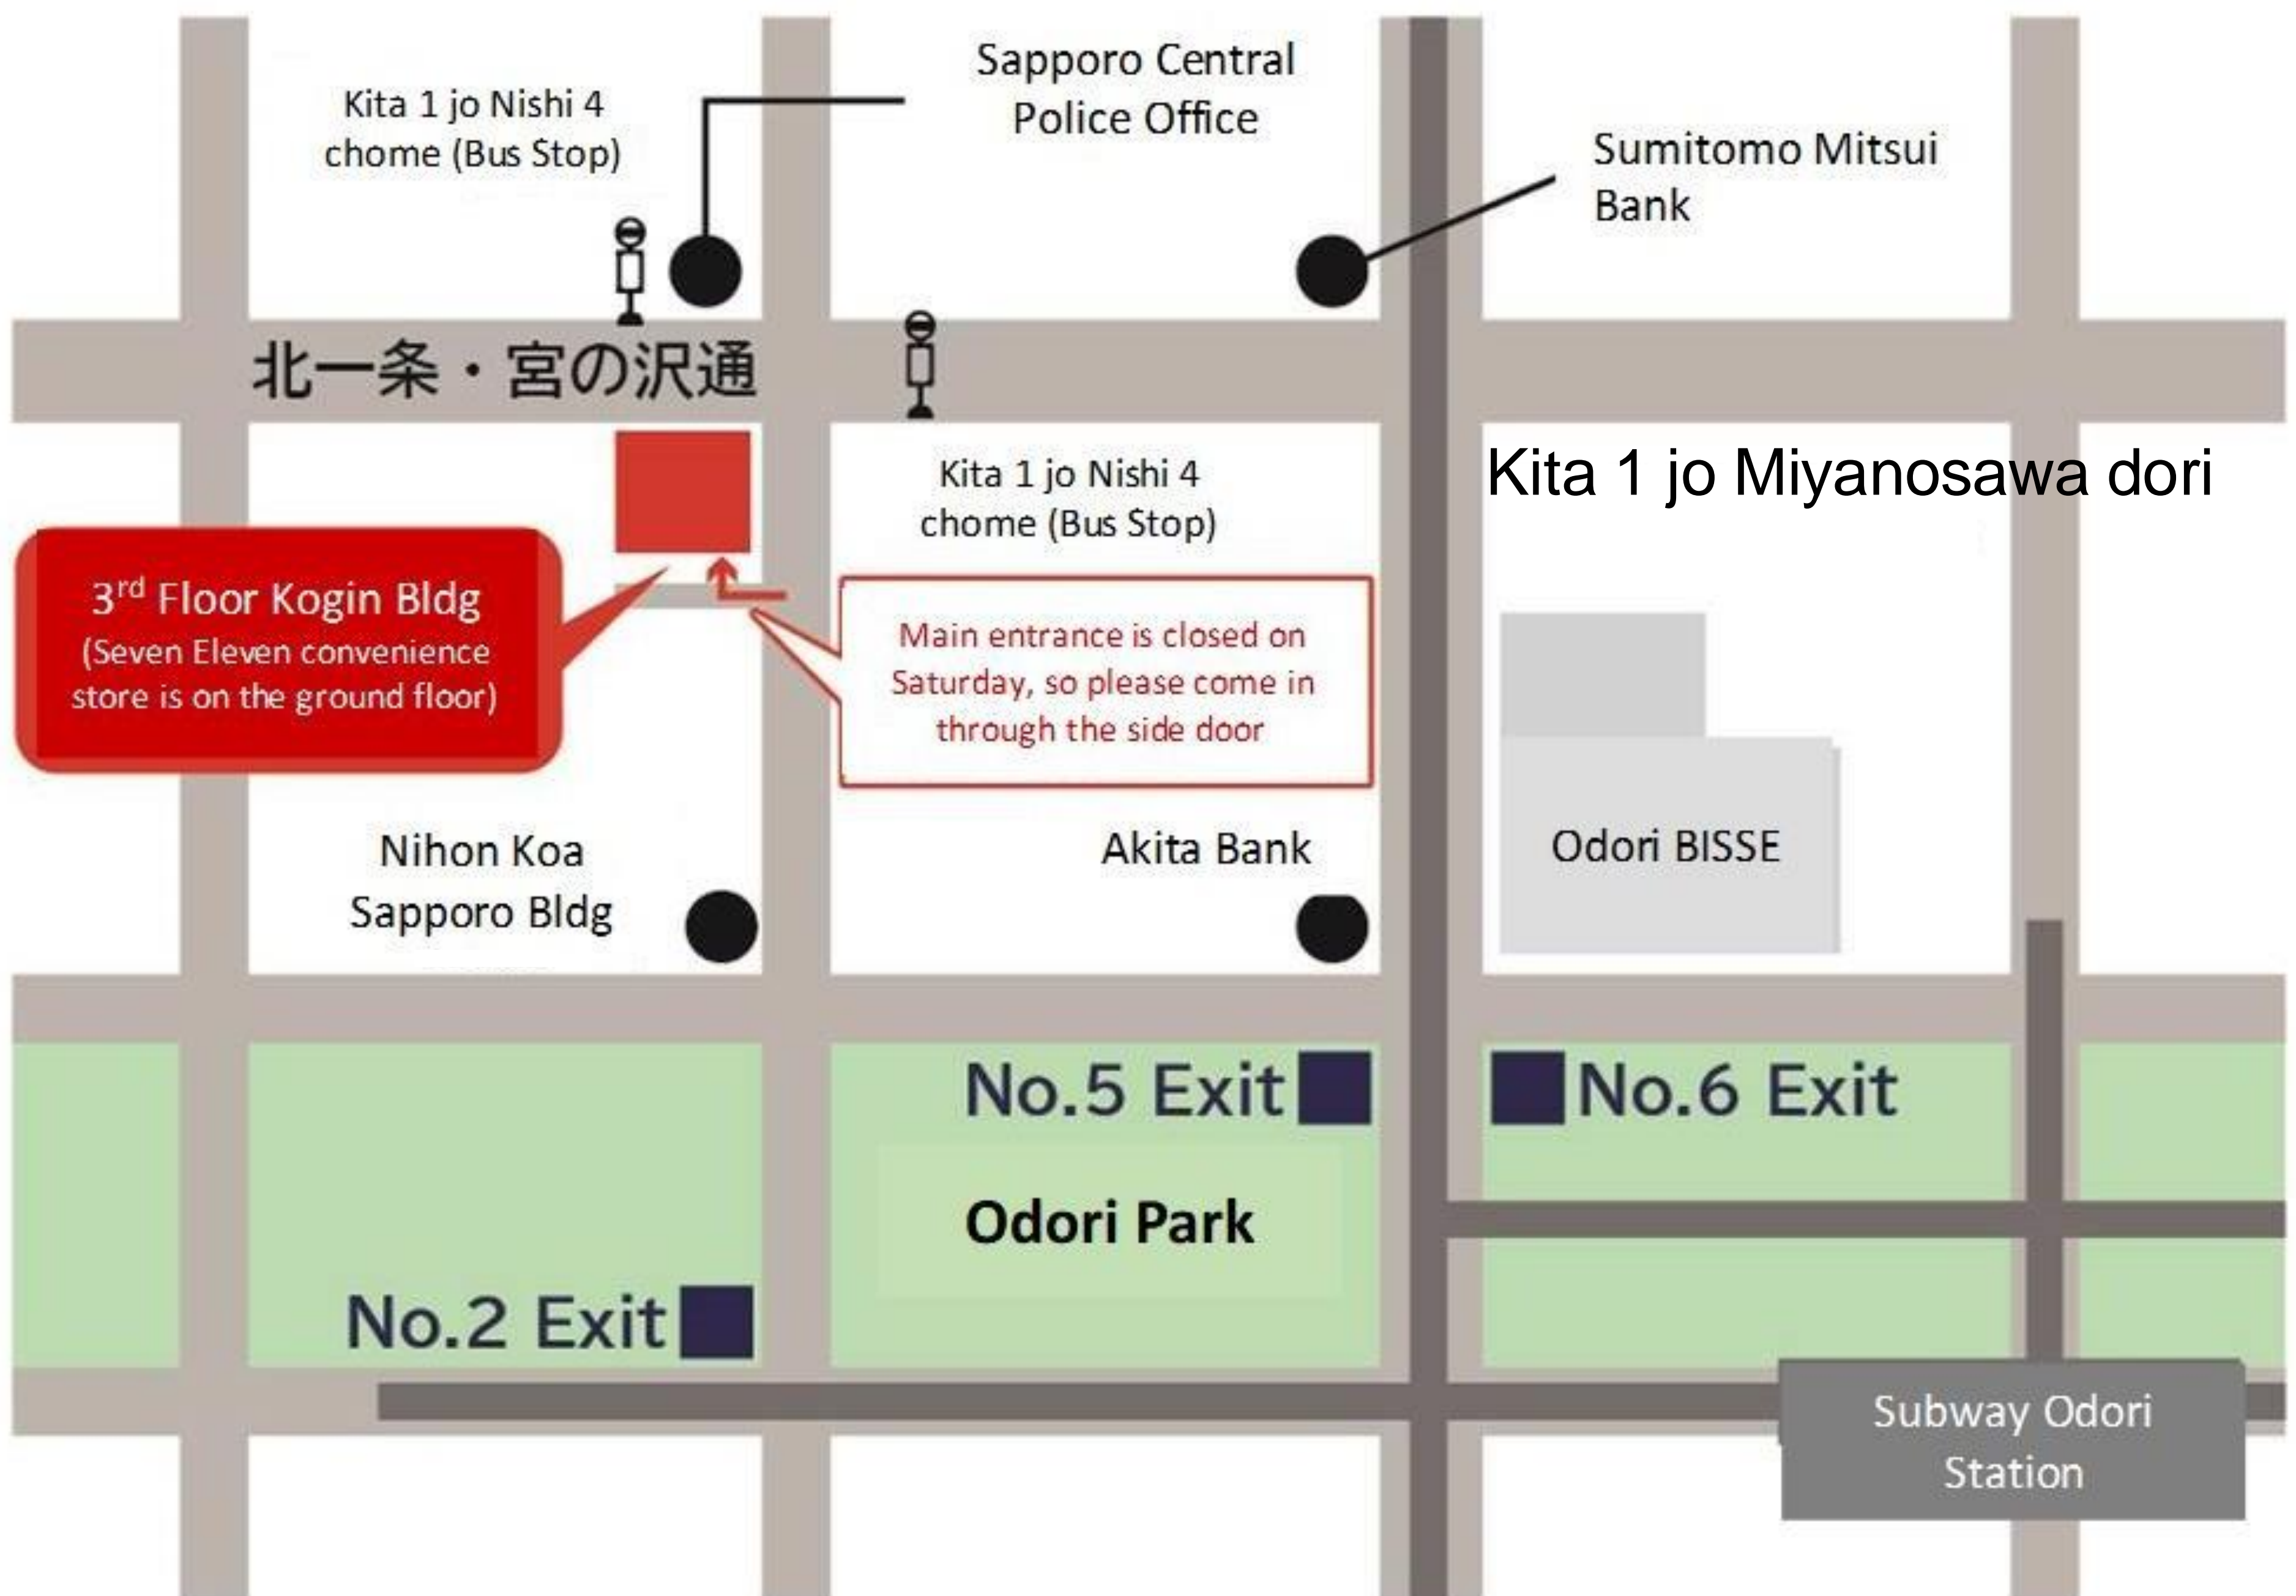 Sapporo Central
Police Office
Kita 1 jo Nishi 4
chome (Bus Stop)
Sumitomo Mitsui
Bank
北一条・宮の沢通
Kita 1 jo Nishi 4
chome (Bus Stop)
Kita 1 jo Miyanosawa dori
3rd Floor Kogin Bldg
(Seven Eleven convenience
store is on the ground floor)
Main entrance is closed on
Saturday, so please come in
through the side door
Nihon Koa
Sapporo Bldg
Akita Bank
Odori BISSE
No.5 Exit
No.6 Exit
Odori Park
No.2 Exit
Subway Odori
Station